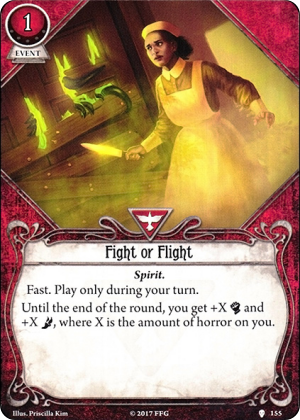 1
EVENT
Fight or Flight
Spirit.
Fast. Play only during your turn.
Until the end of the round, you get +X and
+X , where X is the amount of horror on you.
Illus. Priscilla Kim
© 2017 FFG
155